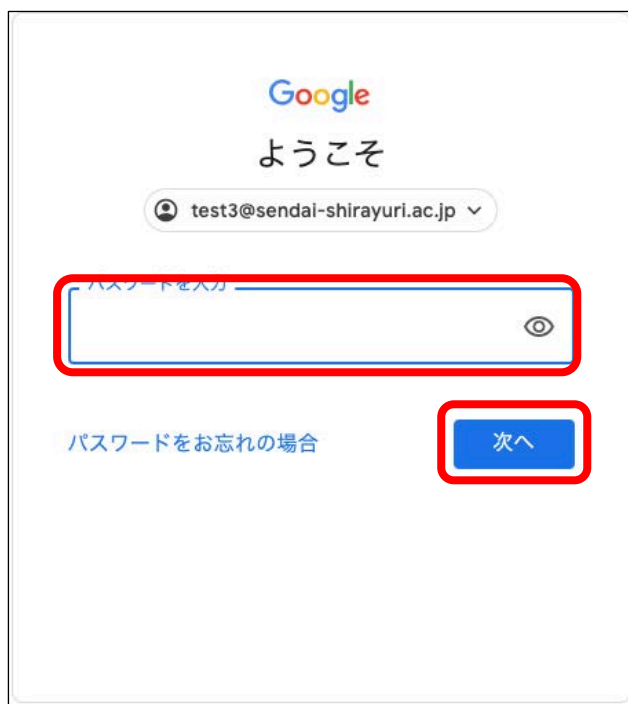 Google
ようこそ
test3@sendai-shirayuri.ac.jp
パスワードを入力
パスワードをお忘れの場合
次へ